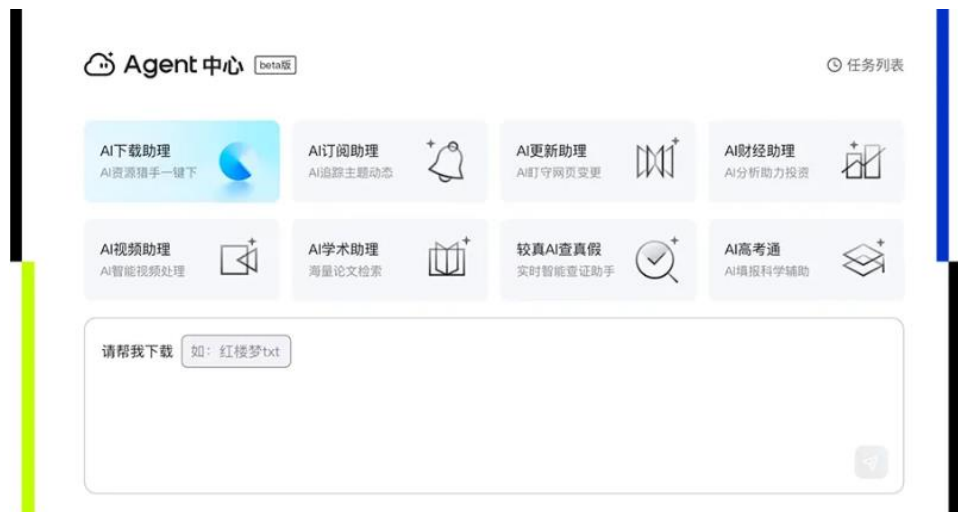 Agent 中心 beta版
任务列表
AI下载助理
AI资源猎手一键下
AI订阅助理
AI追踪主题动态
AI更新助理
AI盯守网页变更
AI财经助理
AI分析助力投资
AI视频助理
AI智能视频处理
AI学术助理
海量论文检索
较真AI查真假
实时智能查证助手
AI高考通
AI填报科学辅助
请帮我下载 如：红楼梦txt